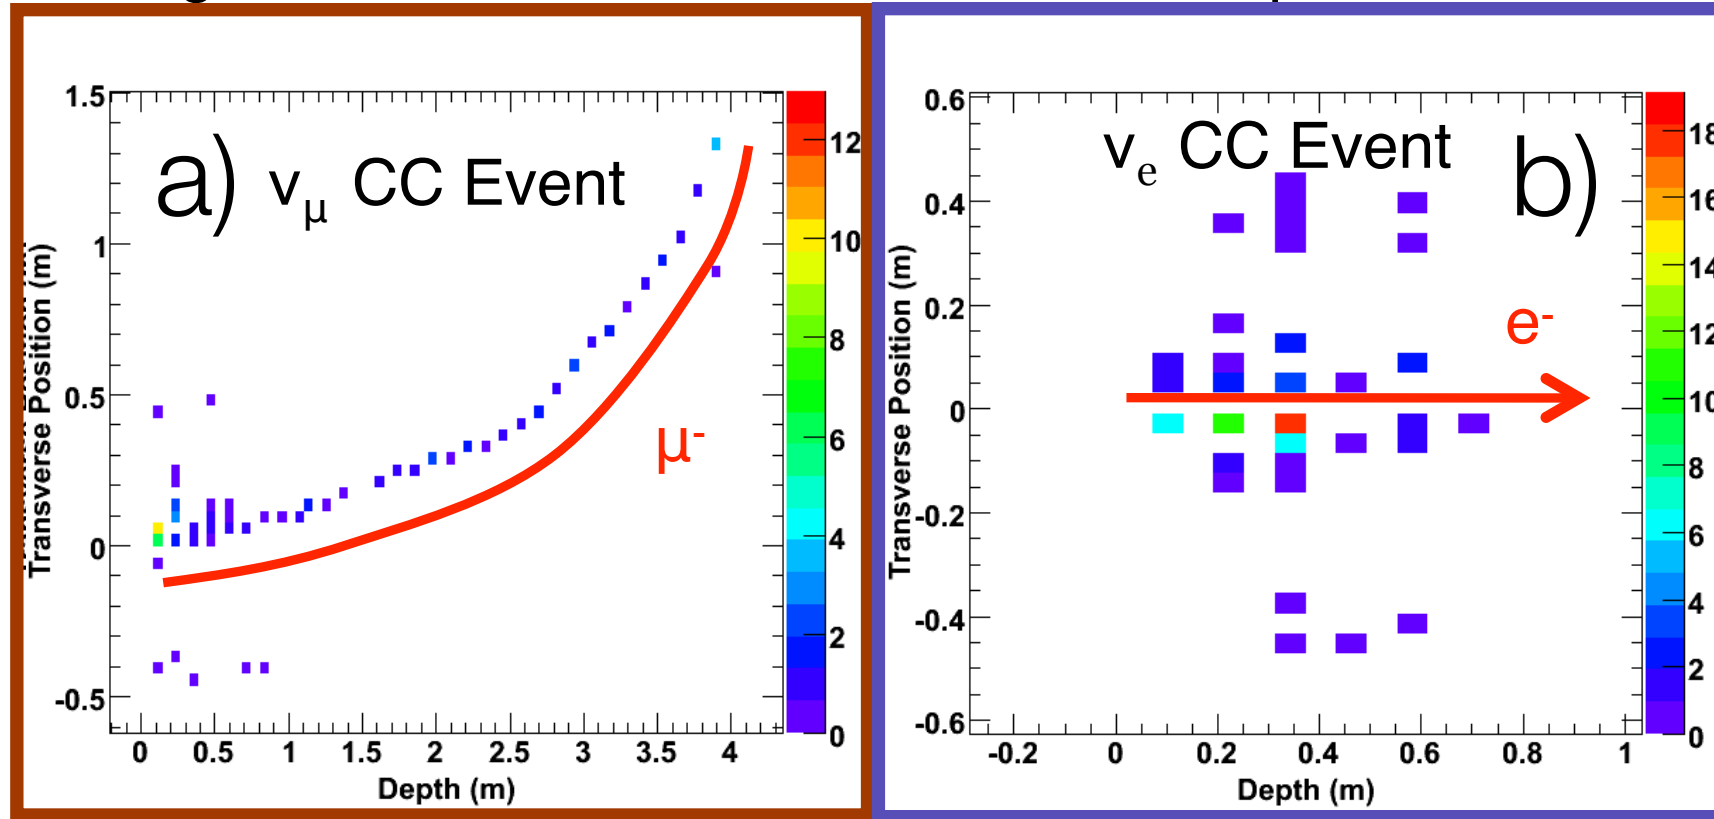 a) νμ CC Event
μ-
1.5
1
0.5
0
-0.5
Transverse Position (m)
0 0.5 1 1.5 2 2.5 3 3.5 4
Depth (m)
12
10
8
6
4
2
0
νe CC Event b)
e-
0.6
0.4
0.2
0
-0.2
-0.4
-0.6
Transverse Position (m)
-0.2 0 0.2 0.4 0.6 0.8 1
Depth (m)
18
16
14
12
10
8
6
4
2
0